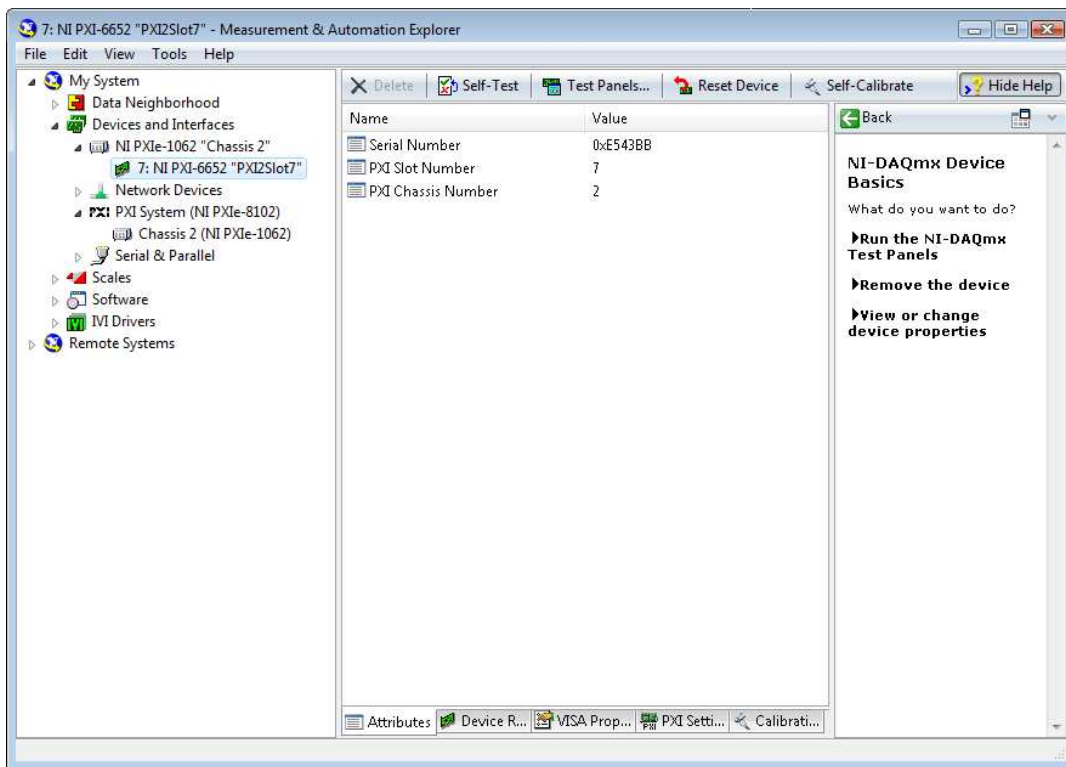 7: NI PXI-6652 "PXI2Slot7" - Measurement & Automation Explorer
File Edit View Tools Help
My System
Data Neighborhood
Devices and Interfaces
NI PXIe-1062 "Chassis 2"
7: NI PXI-6652 "PXI2Slot7"
Network Devices
PXI PXI System (NI PXIe-8102)
Chassis 2 (NI PXIe-1062)
Serial & Parallel
Scales
Software
IVI Drivers
Remote Systems
Delete Self-Test Test Panels... Reset Device Self-Calibrate Hide Help
Name Value
Serial Number 0xE543BB
PXI Slot Number 7
PXI Chassis Number 2
Attributes Device R... VISA Prop... PXI Setti... Calibrati...
Back
NI-DAQmx Device
Basics
What do you want to do?
Run the NI-DAQmx
Test Panels
Remove the device
View or change
device properties